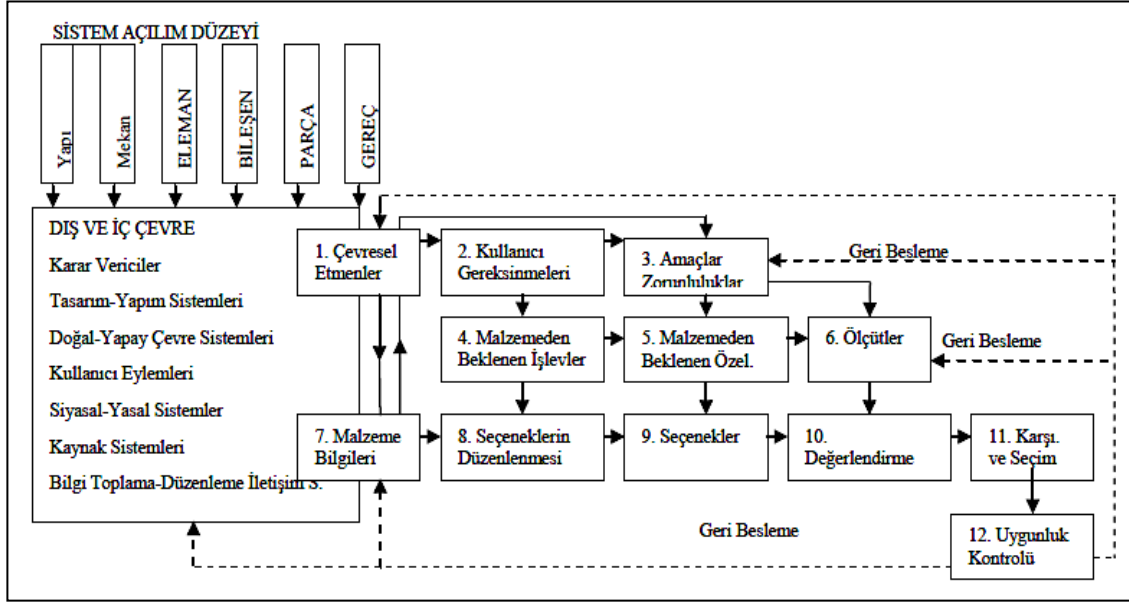 SİSTEM AÇILIM DÜZEYİ
Yapı
Mekan
ELEMAN
BİLEŞEN
PARÇA
GEREÇ
DIŞ VE İÇ ÇEVRE
Karar Vericiler
Tasarım-Yapım Sistemleri
Doğal-Yapay Çevre Sistemleri
Kullanıcı Eylemleri
Siyasal-Yasal Sistemler
Kaynak Sistemleri
Bilgi Toplama-Düzenleme İletişim S.
1. Çevresel
Etmenler
2. Kullanıcı
Gereksinmeleri
3. Amaçlar
Zorunluluklar
Geri Besleme
4. Malzemeden
Beklenen İşlevler
5. Malzemeden
Beklenen Özel.
6. Ölçütler
Geri Besleme
7. Malzeme
Bilgileri
8. Seçeneklerin
Düzenlenmesi
9. Seçenekler
10.
Değerlendirme
11. Karşı.
ve Seçim
Geri Besleme
12. Uygunluk
Kontrolü